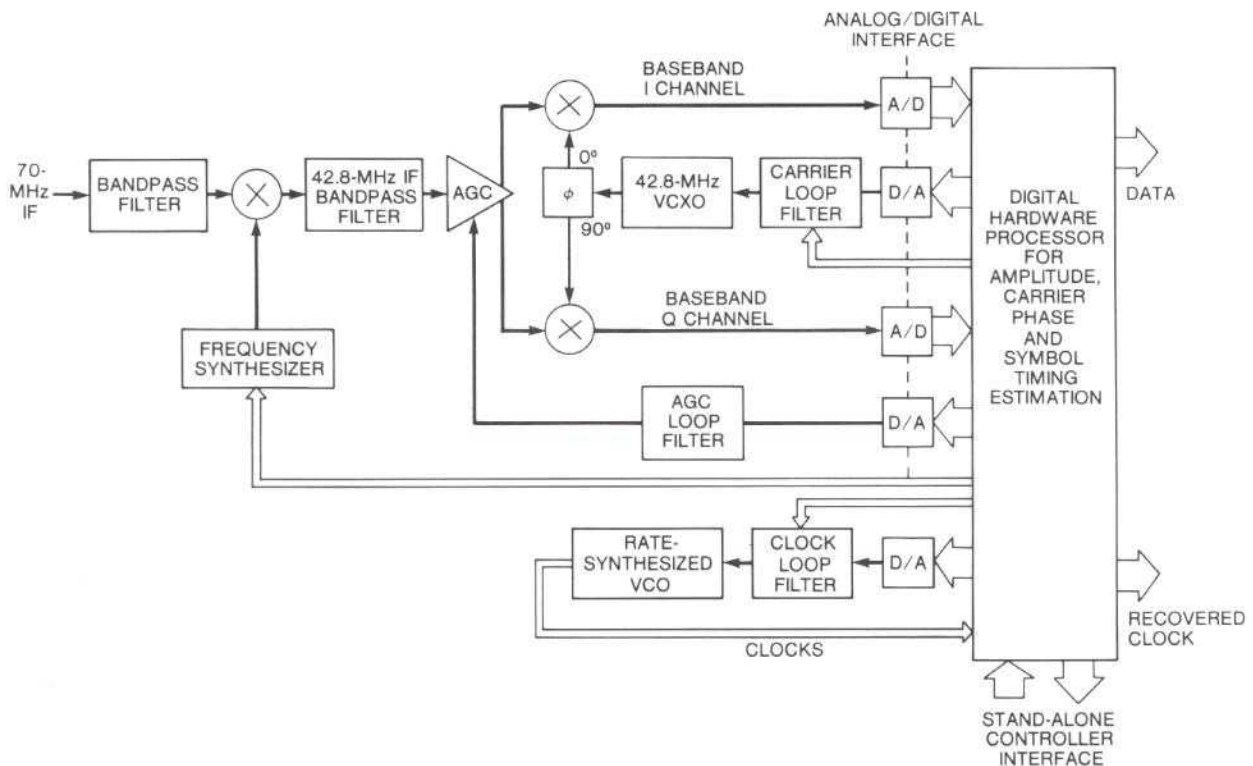 ANALOG/DIGITAL
INTERFACE
BASEBAND
I CHANNEL
A/D
70-
MHz
IF
BANDPASS
FILTER
42.8-MHz IF
BANDPASS
FILTER
AGC
0º
ϕ
90º
42.8-MHz
VCXO
CARRIER
LOOP
FILTER
D/A
DIGITAL
HARDWARE
PROCESSOR
FOR
AMPLITUDE,
CARRIER
PHASE
AND
SYMBOL
TIMING
ESTIMATION
DATA
BASEBAND
Q CHANNEL
A/D
FREQUENCY
SYNTHESIZER
AGC
LOOP
FILTER
D/A
RATE-
SYNTHESIZED
VCO
CLOCK
LOOP
FILTER
D/A
CLOCKS
RECOVERED
CLOCK
STAND-ALONE
CONTROLLER
INTERFACE